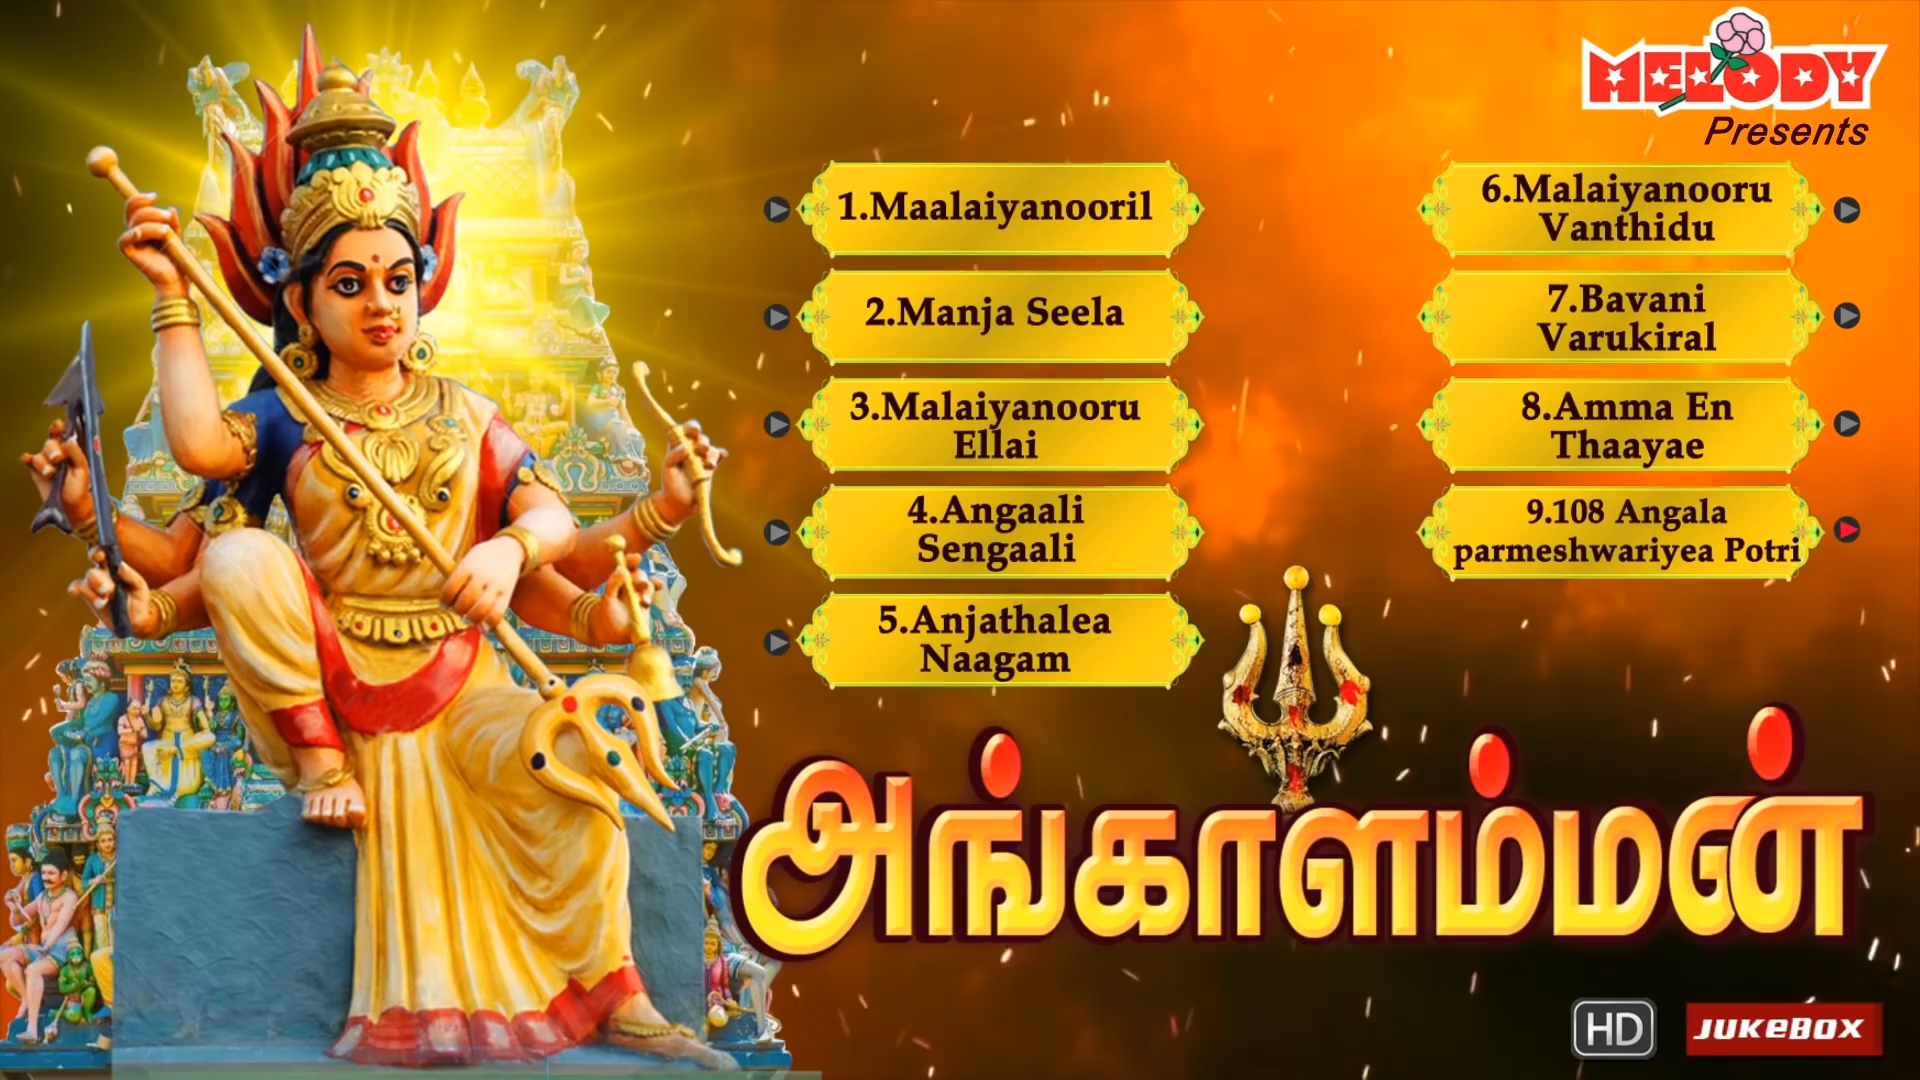 MELODY
Presents
1.Maalaiyanooril
2.Manja Seela
3.Malaiyanooru
Ellai
4.Angaali
Sengaali
5.Anjathalea
Naagam
6.Malaiyanooru
Vanthidu
7.Bavani
Varukiral
8.Amma En
Thaayae
9.108 Angala
parmeshwariyea Potri
அங்காளம்மன்
HD
JUKEBOX